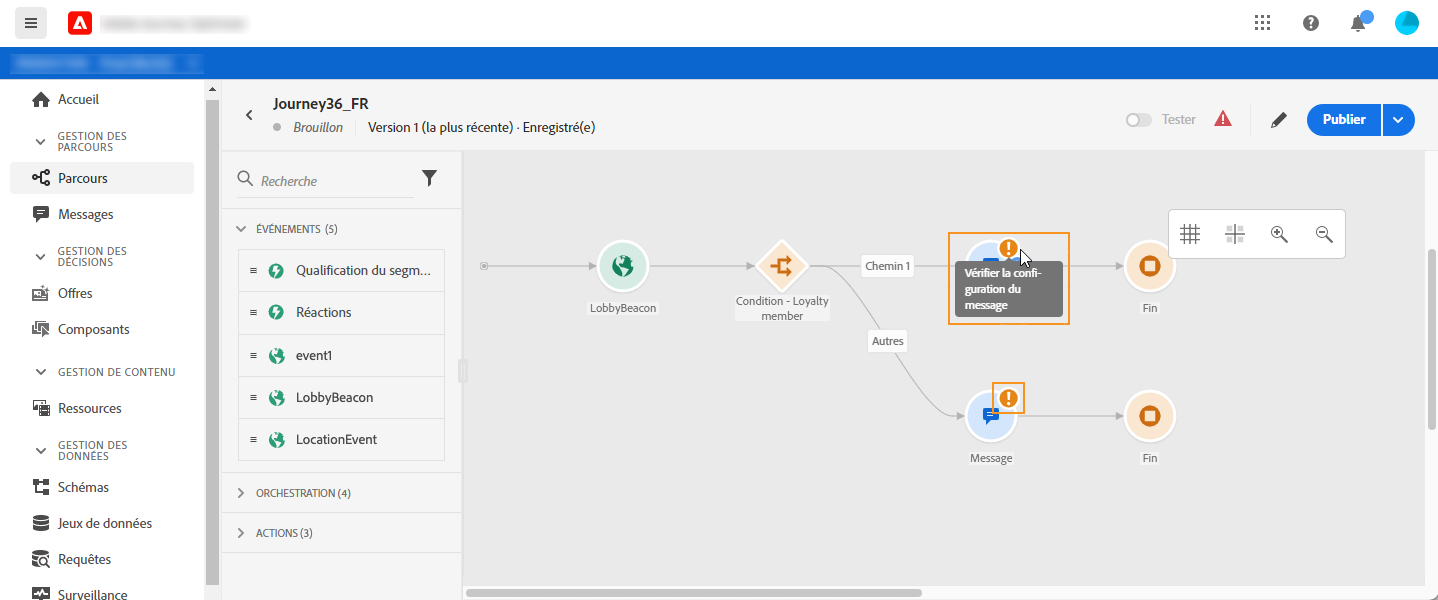 Accueil
GESTION DES
PARCOURS
Parcours
Messages
GESTION DES
DÉCISIONS
Offres
Composants
GESTION DE CONTENU
Ressources
GESTION DES
DONNÉES
Schémas
Jeux de données
Requêtes
Surveillance
Journey36_FR
Brouillon
Version 1 (la plus récente) · Enregistré(e)
Tester
Publier
Recherche
ÉVÉNEMENTS (5)
Qualification du segm...
Réactions
event1
LobbyBeacon
LocationEvent
ORCHESTRATION (4)
ACTIONS (3)
LobbyBeacon
Condition - Loyalty
member
Chemin 1
Vérifier la confi-
guration du
message
Fin
Autres
Message
Fin